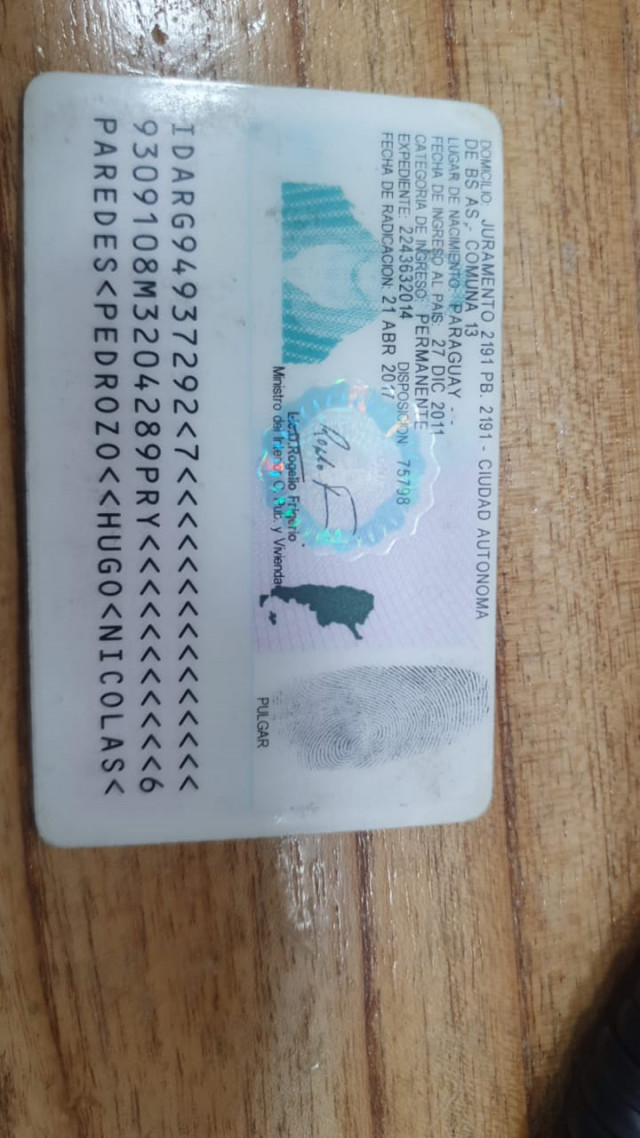 DOMICILIO: JURAMENTO 2191 PB. 2191 - CIUDAD AUTONOMA
DE BS AS - COMUNA 13
LUGAR DE NACIMIENTO: PARAGUAY - -
FECHA DE INGRESO AL PAIS: 27 DIC 2011
CATEGORIA DE INGRESO: PERMANENTE
EXPEDIENTE: 2243632014 DISPOSICION 75798
FECHA DE RADICACION: 21 ABR 2017
Lic. Rogelio Frigerio
Ministro del Interior O. Pub. y Vivienda
PULGAR
IDARG94937292<7<<<<<<<<<<<<<<<
9309108M3204289PRY<<<<<<<<<<<6
PAREDES<PEDROZO<<HUGO<NICOLAS<